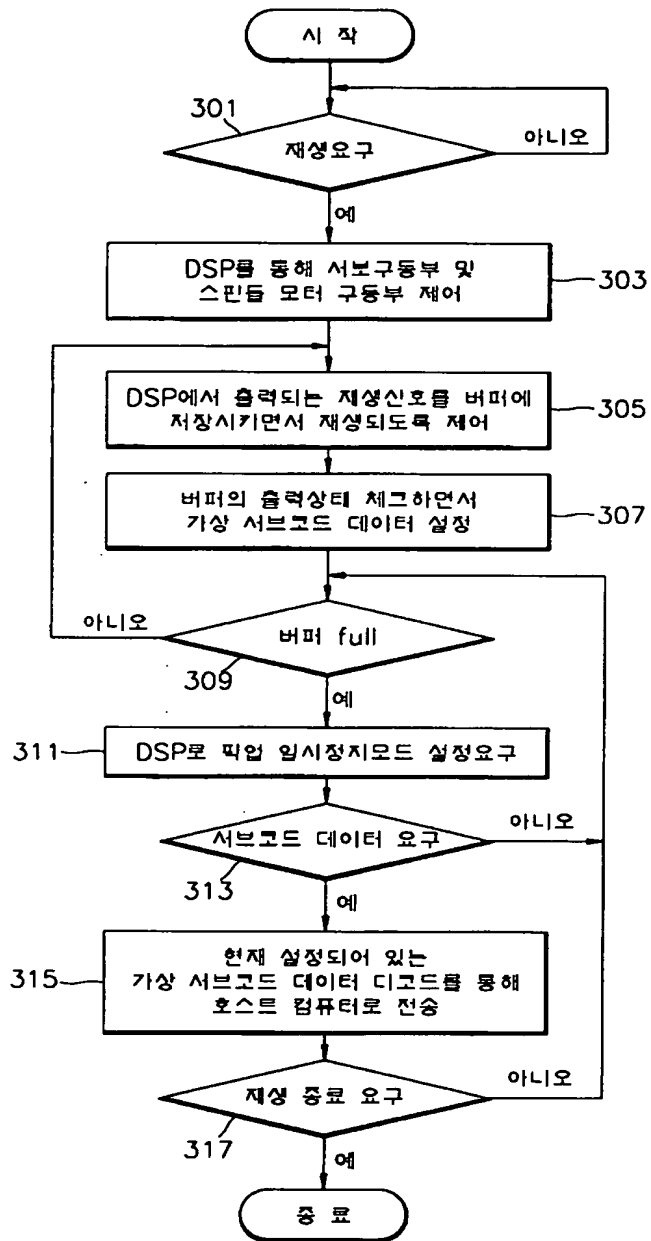 시 작
301
재생요구
아니오
예
DSP를 통해 서보구동부 및
스핀들 모터 구동부 제어
303
DSP에서 출력되는 재생신호를 버퍼에
저장시키면서 재생되도록 제어
305
버퍼의 출력상태 체크하면서
가상 서브코드 데이터 설정
307
아니오
버퍼 full
309
예
311
DSP로 픽업 일시정지모드 설정요구
서브코드 데이터 요구
아니오
313
예
315
현재 설정되어 있는
가상 서브코드 데이터 디코드를 통해
호스트 컴퓨터로 전송
재생 종료 요구
아니오
317
예
종 료